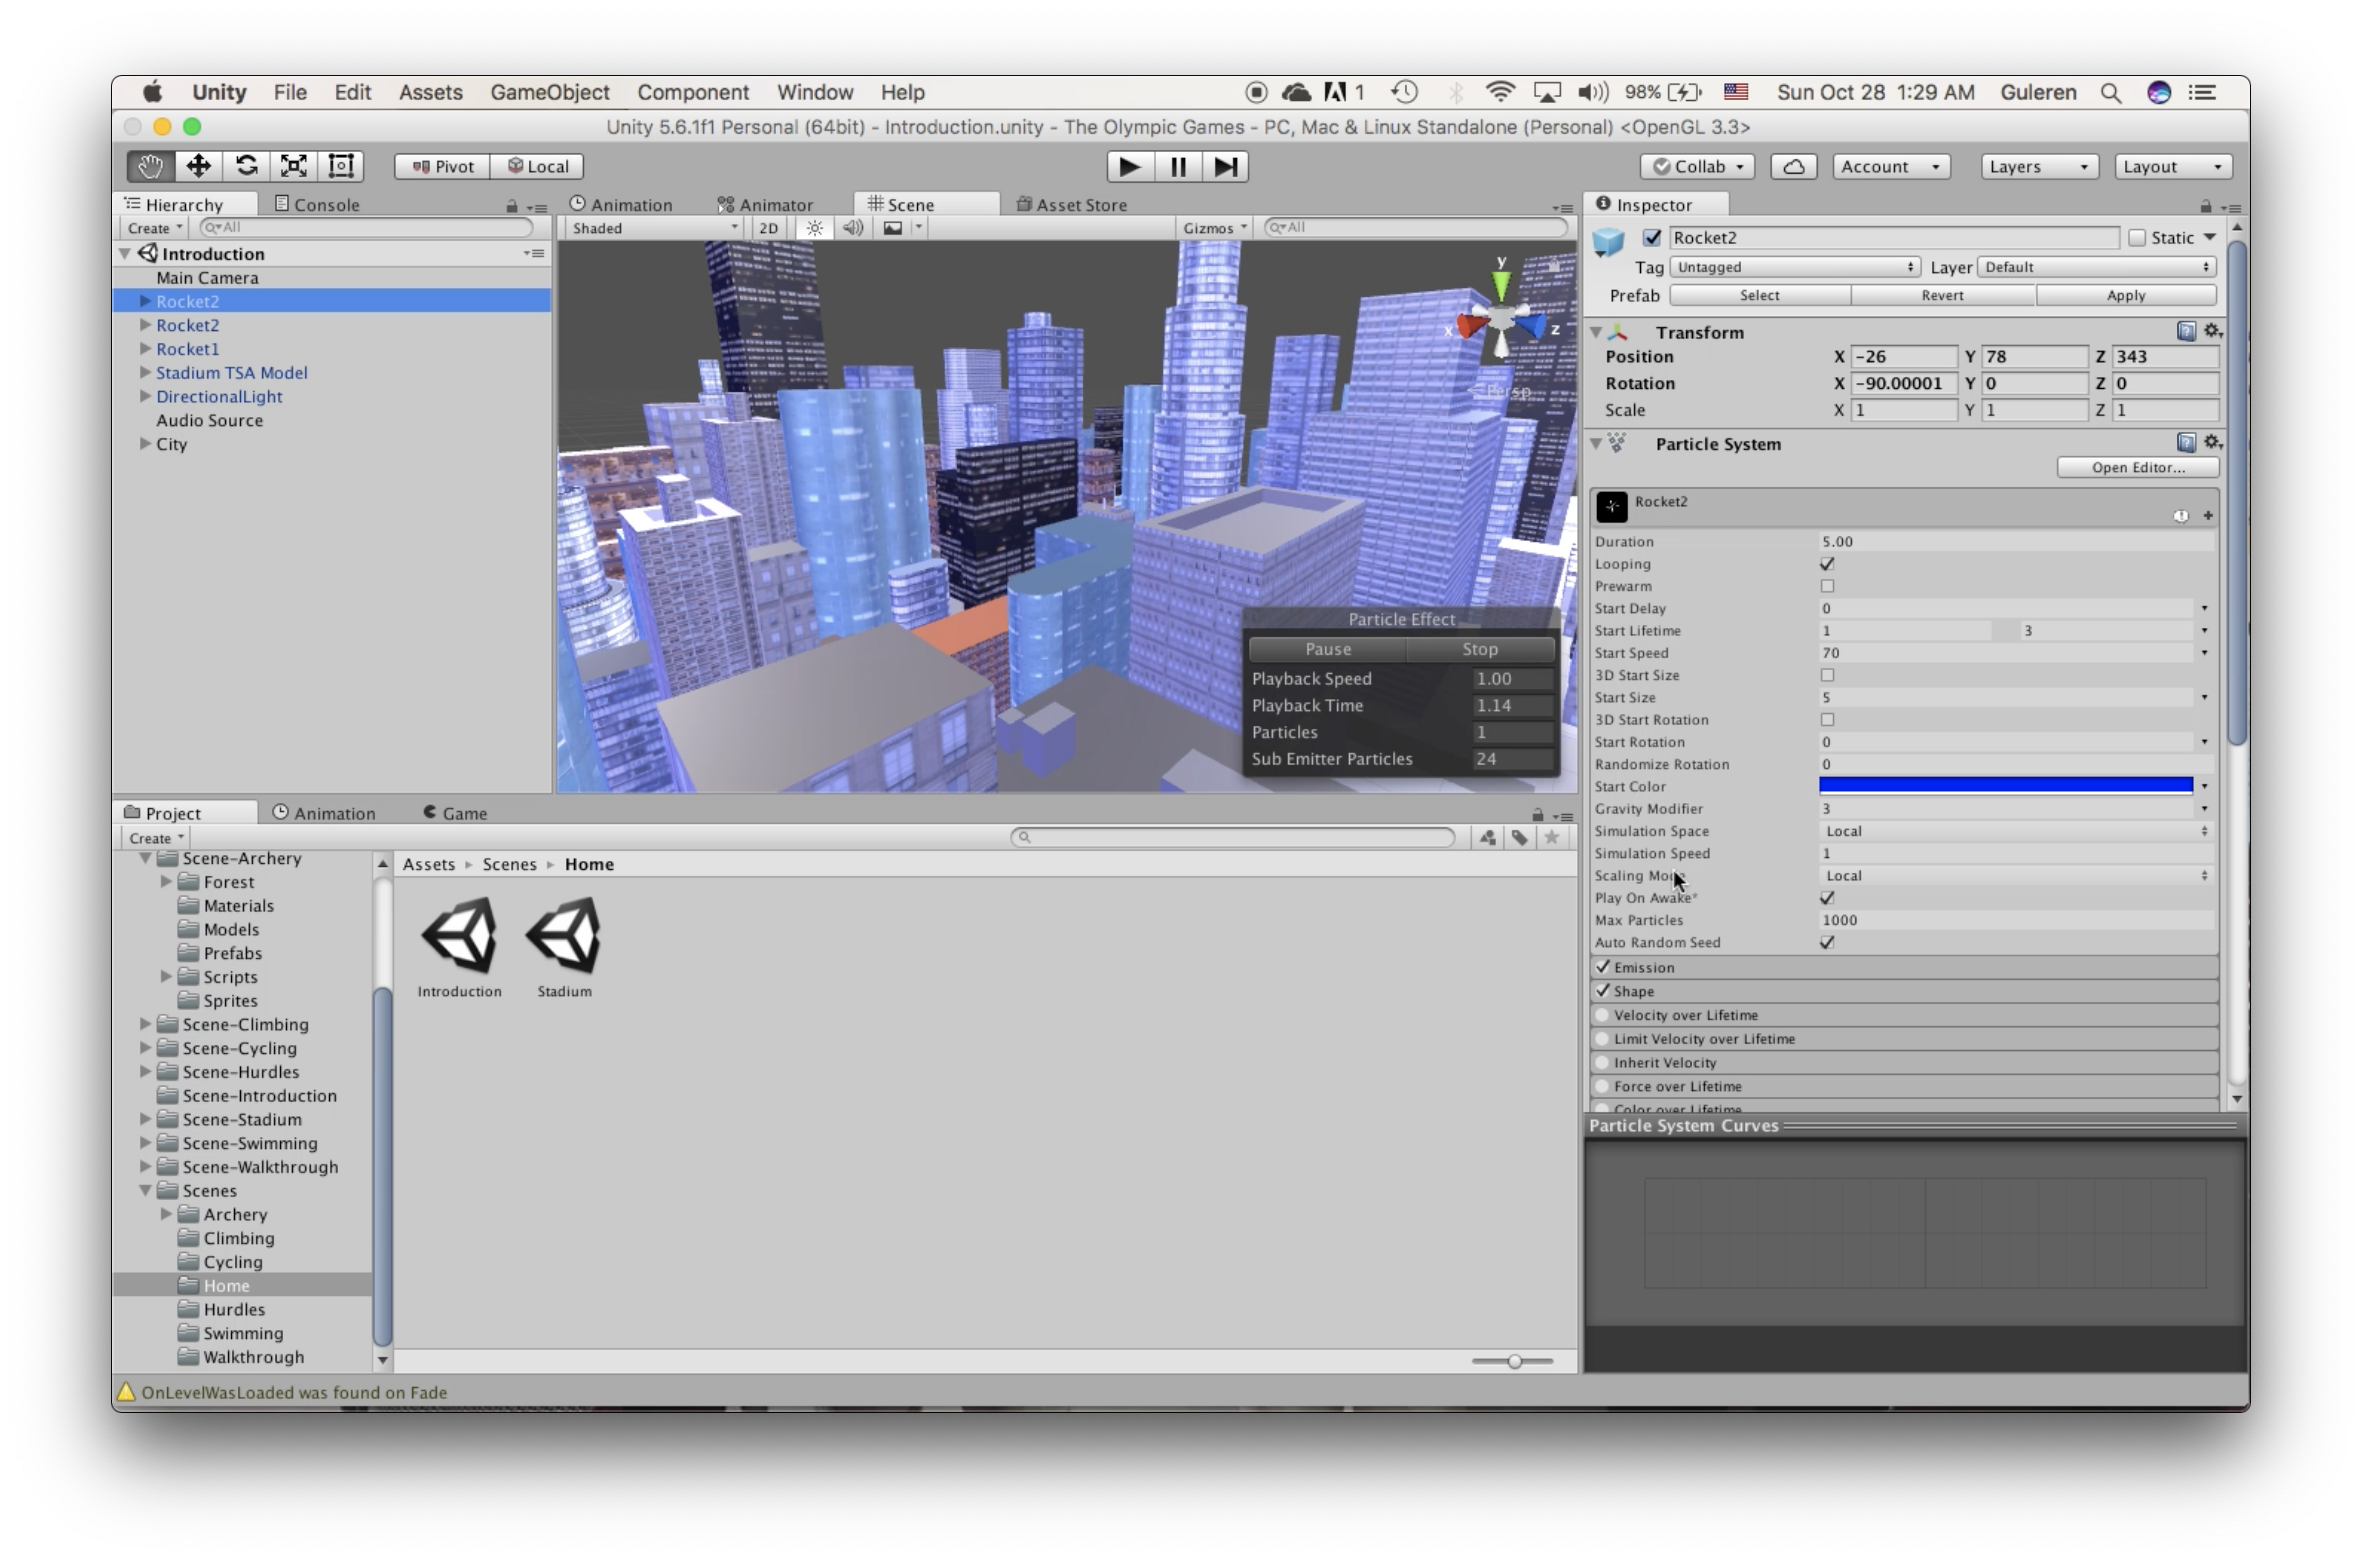 Unity File Edit Assets GameObject Component Window Help 1 98% Sun Oct 28 1:29 AM Guleren
Unity 5.6.1f1 Personal (64bit) - Introduction.unity - The Olympic Games - PC, Mac & Linux Standalone (Personal) <OpenGL 3.3>
Pivot Local Collab Account Layers Layout
Hierarchy Console
Create All
Introduction
Main Camera
Rocket2
Rocket2
Rocket1
Stadium TSA Model
DirectionalLight
Audio Source
City
Animation Animator Scene Asset Store
Shaded 2D Gizmos All
y
x
z
Persp
Particle Effect
Pause Stop
Playback Speed 1.00
Playback Time 1.14
Particles 1
Sub Emitter Particles 24
Project Animation Game
Create
Scene-Archery
Forest
Materials
Models
Prefabs
Scripts
Sprites
Scene-Climbing
Scene-Cycling
Scene-Hurdles
Scene-Introduction
Scene-Stadium
Scene-Swimming
Scene-Walkthrough
Scenes
Archery
Climbing
Cycling
Home
Hurdles
Swimming
Walkthrough
Assets Scenes Home
Introduction Stadium
OnLevelWasLoaded was found on Fade
Inspector
Rocket2 Static
Tag Untagged Layer Default
Prefab Select Revert Apply
Transform
Position X -26 Y 78 Z 343
Rotation X -90.00001 Y 0 Z 0
Scale X 1 Y 1 Z 1
Particle System
Open Editor...
Rocket2
Duration 5.00
Looping
Prewarm
Start Delay 0
Start Lifetime 1 3
Start Speed 70
3D Start Size
Start Size 5
3D Start Rotation
Start Rotation 0
Randomize Rotation 0
Start Color
Gravity Modifier 3
Simulation Space Local
Simulation Speed 1
Scaling Mode Local
Play On Awake*
Max Particles 1000
Auto Random Seed
Emission
Shape
Velocity over Lifetime
Limit Velocity over Lifetime
Inherit Velocity
Force over Lifetime
Color over Lifetime
Particle System Curves